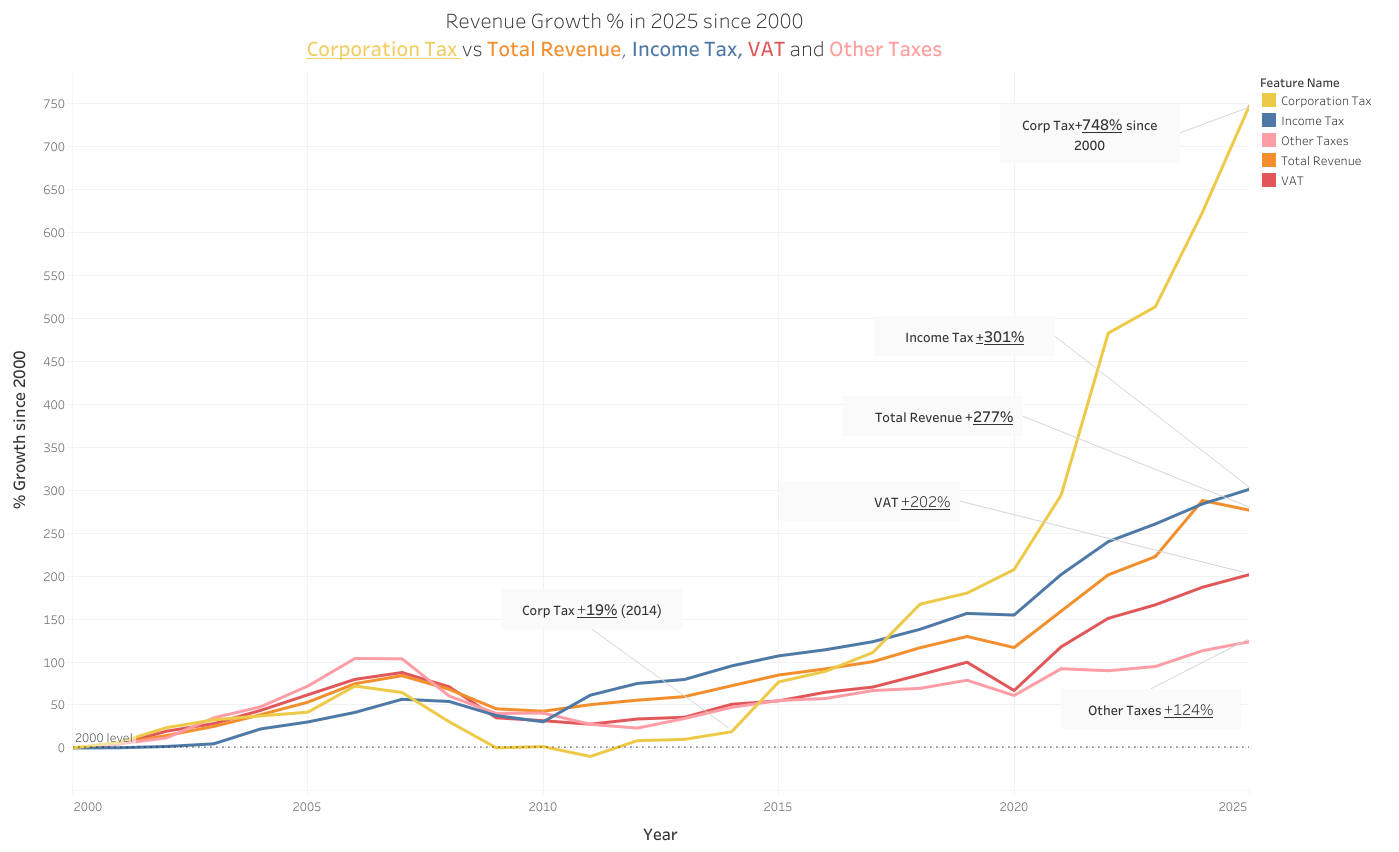 Revenue Growth % in 2025 since 2000
Corporation Tax vs Total Revenue, Income Tax, VAT and Other Taxes
Feature Name
Corporation Tax
Income Tax
Other Taxes
Total Revenue
VAT
% Growth since 2000
750
700
650
600
550
500
450
400
350
300
250
200
150
100
50
0
Corp Tax+748% since
2000
Income Tax +301%
Total Revenue +277%
VAT +202%
Corp Tax +19% (2014)
Other Taxes +124%
2000 level
2000
2005
2010
2015
2020
2025
Year